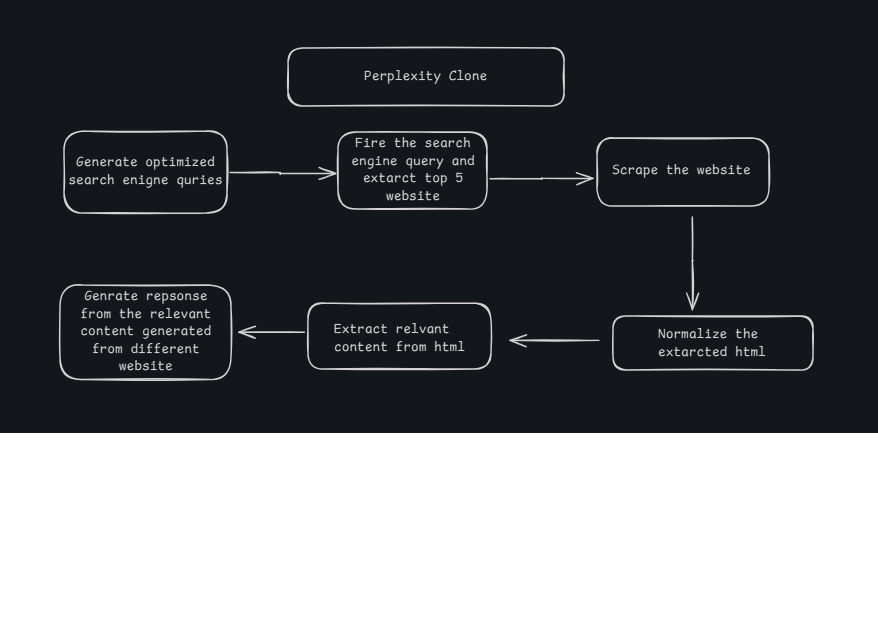 Perplexity Clone
Generate optimized
search enigne quries
Fire the search
engine query and
extarct top 5
website
Scrape the website
Normalize the
extarcted html
Extract relvant
content from html
Genrate repsonse
from the relevant
content generated
from different
website